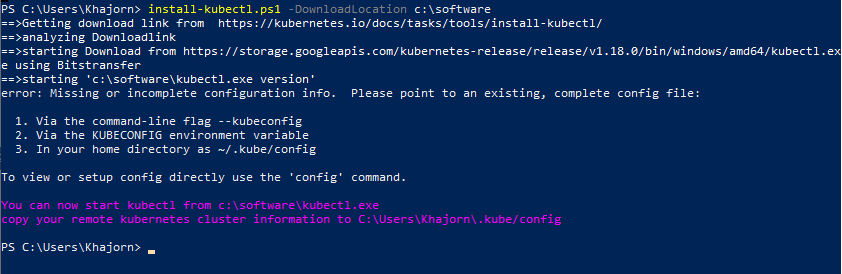 PS C:\Users\Khajorn> install-kubectl.ps1 -DownloadLocation c:\software
==>Getting download link from  https://kubernetes.io/docs/tasks/tools/install-kubectl/
==>analyzing Downloadlink
==>starting Download from https://storage.googleapis.com/kubernetes-release/release/v1.18.0/bin/windows/amd64/kubectl.ex
e using Bitstransfer
==>starting 'c:\software\kubectl.exe version'
error: Missing or incomplete configuration info.  Please point to an existing, complete config file:
  1. Via the command-line flag --kubeconfig
  2. Via the KUBECONFIG environment variable
  3. In your home directory as ~/.kube/config
To view or setup config directly use the 'config' command.
You can now start kubectl from c:\software\kubectl.exe
copy your remote kubernetes cluster information to C:\Users\Khajorn\.kube/config
PS C:\Users\Khajorn>